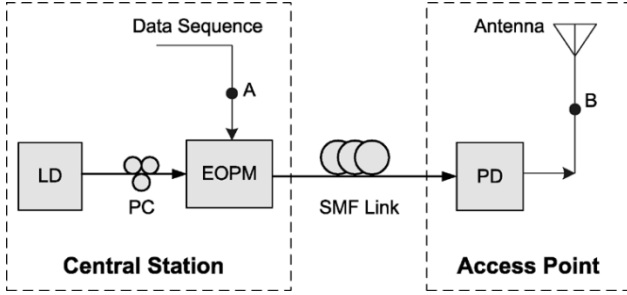 Data Sequence
Antenna
A
B
LD
EOPM
PD
PC
SMF Link
Central Station
Access Point